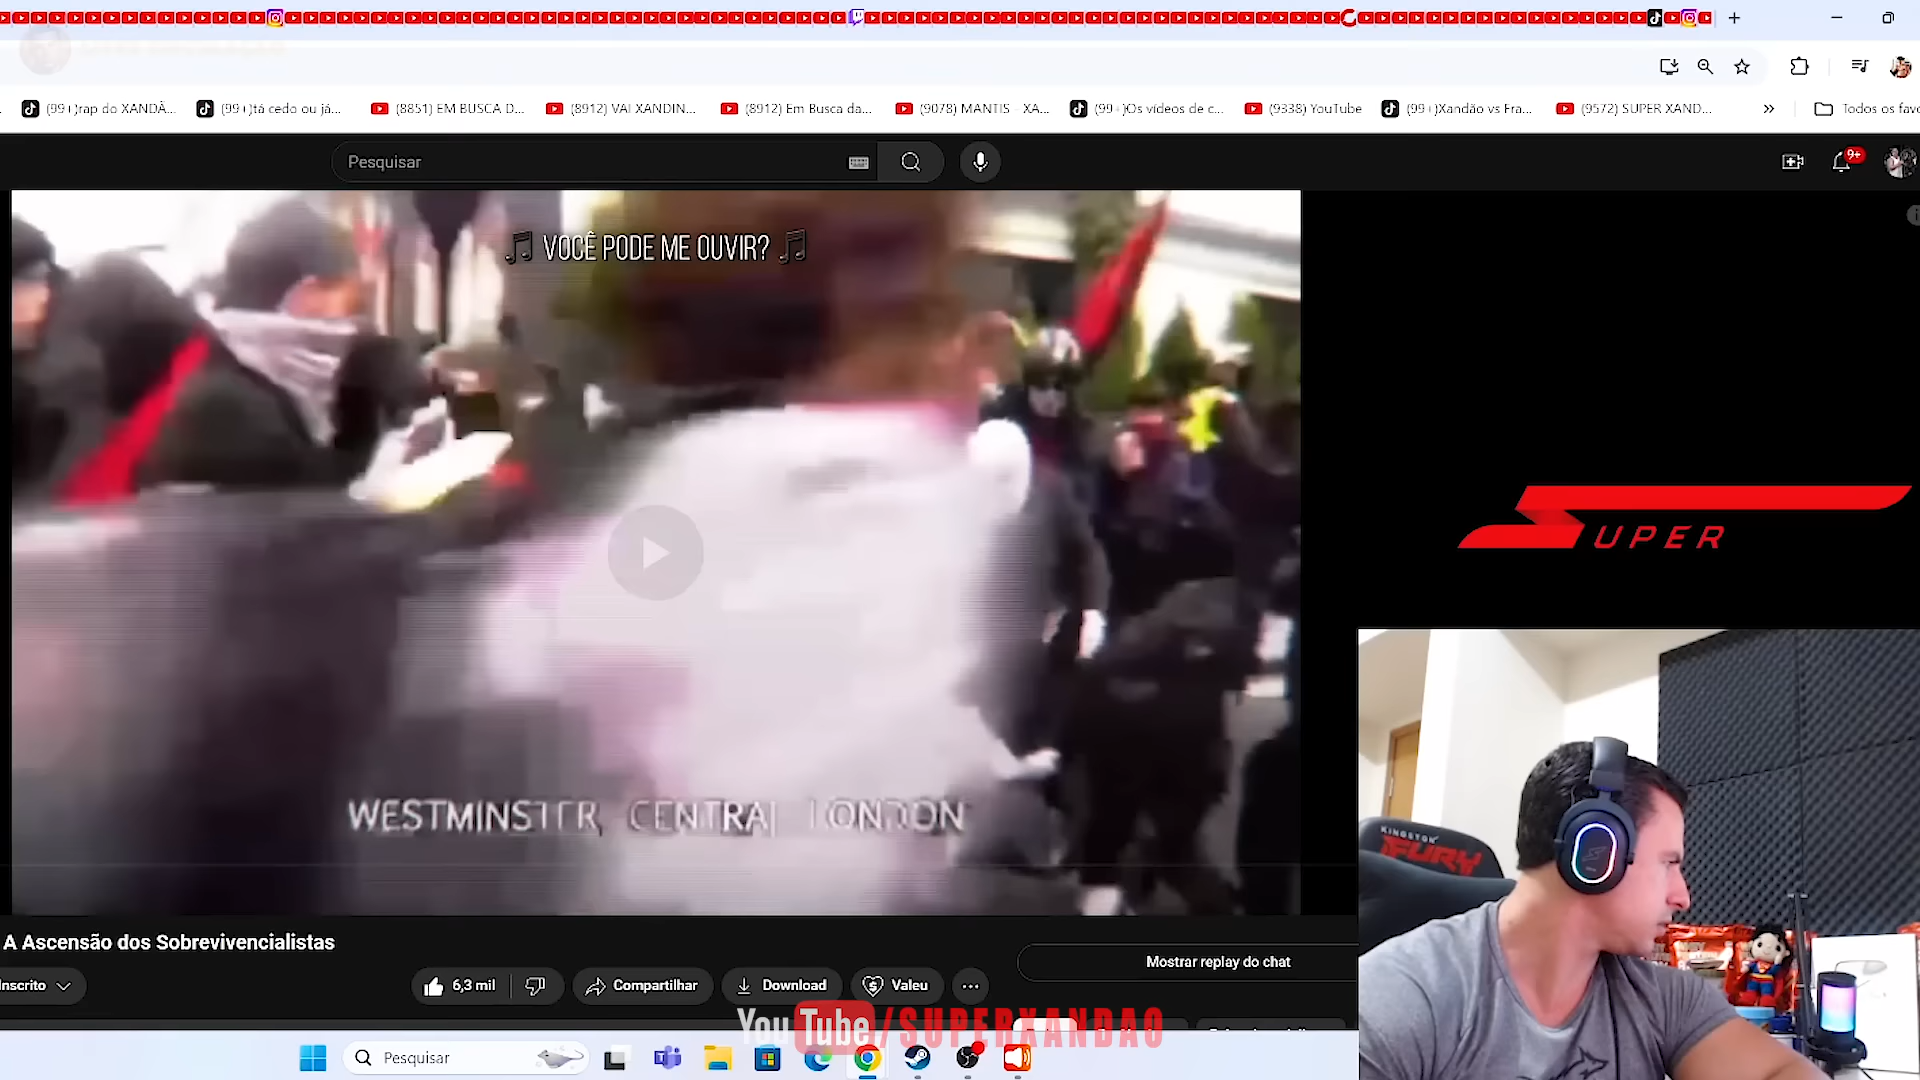 (99+)rap do XANDÃ...
(99+)tá cedo ou já...
(8851) EM BUSCA D...
(8912) VAI XANDIN...
(8912) Em Busca da...
(9078) MANTIS - XA...
(99+)Os vídeos de c...
(9338) YouTube
(99+)Xandão vs Fra...
(9572) SUPER XAND...
Todos os favo
Pesquisar
9+
VOCÊ PODE ME OUVIR?
SUPER
WESTMINSTER, CENTRAL LONDON
KINGSTON
FURY
A Ascensão dos Sobrevivencialistas
Mostrar replay do chat
Inscrito
6,3 mil
Compartilhar
Download
Valeu
YouTube/SUPERXANDAO
Pesquisar